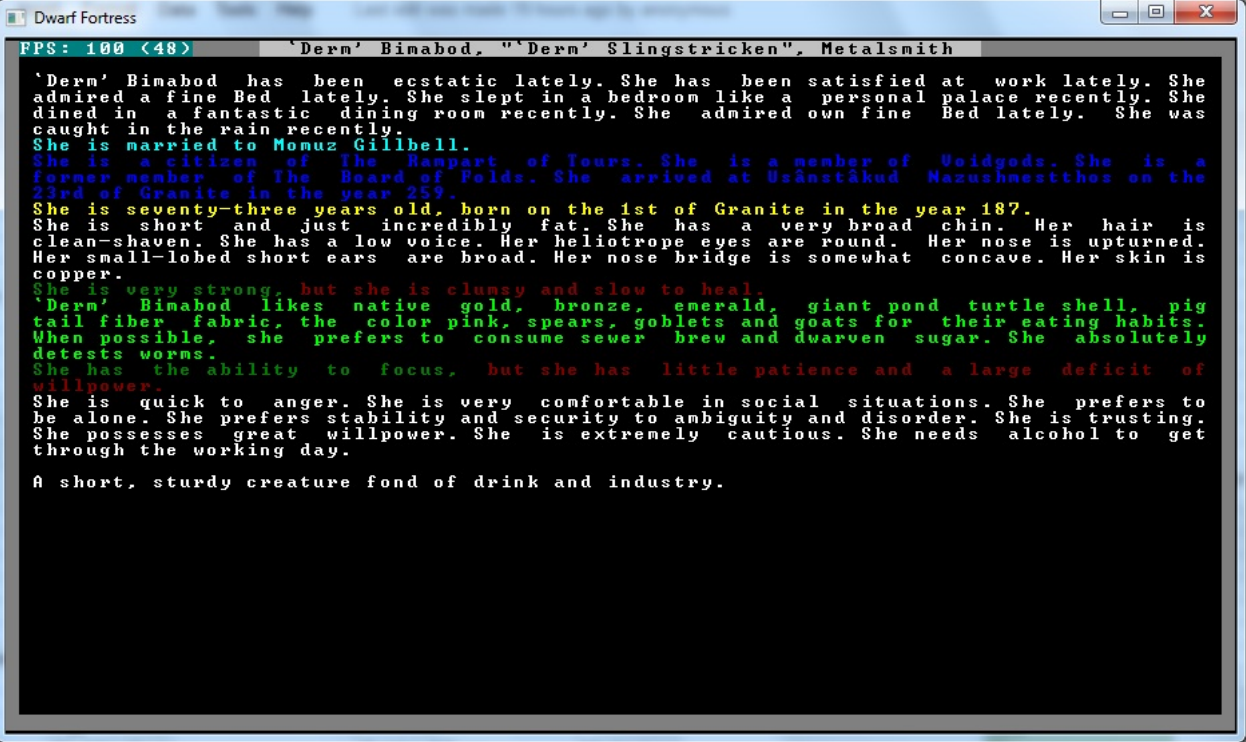 Dwarf Fortress
FPS: 100 (48) `Derm' Bimabod, "`Derm' Slingstricken", Metalsmith
`Derm' Bimabod has been ecstatic lately. She has been satisfied at work lately. She
admired a fine Bed lately. She slept in a bedroom like a personal palace recently. She
dined in a fantastic dining room recently. She admired own fine Bed lately. She was
caught in the rain recently.
She is married to Momuz Gillbell.
She is a citizen of The Rampart of Tours. She is a member of Voidgods. She is a
former member of The Board of Folds. She arrived at Usânstâkud Nazushmestthos on the
23rd of Granite in the year 259.
She is seventy-three years old, born on the 1st of Granite in the year 187.
She is short and just incredibly fat. She has a very broad chin. Her hair is
clean-shaven. She has a low voice. Her heliotrope eyes are round. Her nose is upturned.
Her small-lobed short ears are broad. Her nose bridge is somewhat concave. Her skin is
copper.
She is very strong, but she is clumsy and slow to heal.
`Derm' Bimabod likes native gold, bronze, emerald, giant pond turtle shell, pig
tail fiber fabric, the color pink, spears, goblets and goats for their eating habits.
When possible, she prefers to consume sewer brew and dwarven sugar. She absolutely
detests worms.
She has the ability to focus, but she has little patience and a large deficit of
willpower.
She is quick to anger. She is very comfortable in social situations. She prefers to
be alone. She prefers stability and security to ambiguity and disorder. She is trusting.
She possesses great willpower. She is extremely cautious. She needs alcohol to get
through the working day.
A short, sturdy creature fond of drink and industry.